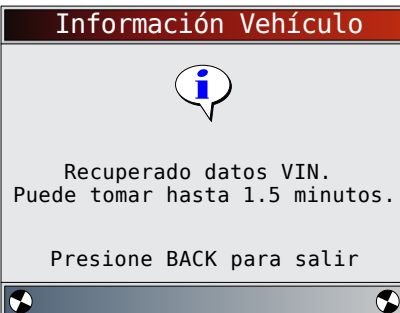 Información Vehículo
i
Recuperado datos VIN.
Puede tomar hasta 1.5 minutos.
Presione BACK para salir